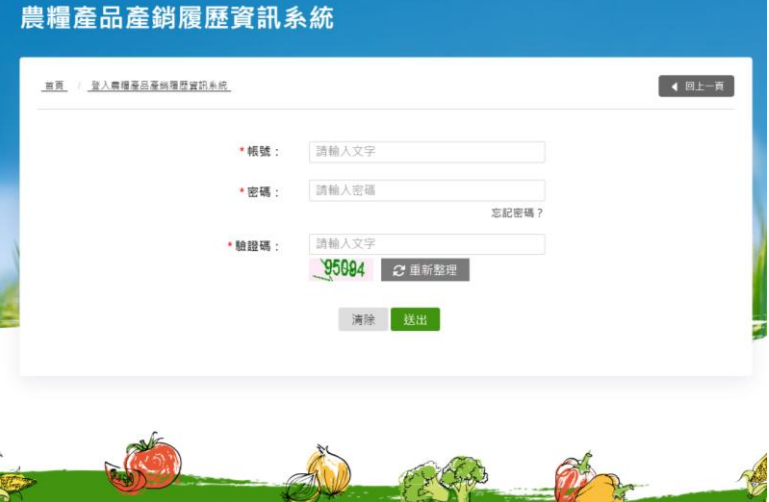 農糧產品產銷履歷資訊系統
首頁 / 登入農糧產品產銷履歷資訊系統
回上一頁
*帳號：
請輸入文字
*密碼：
請輸入密碼
忘記密碼？
*驗證碼：
請輸入文字
95094
重新整理
清除
送出